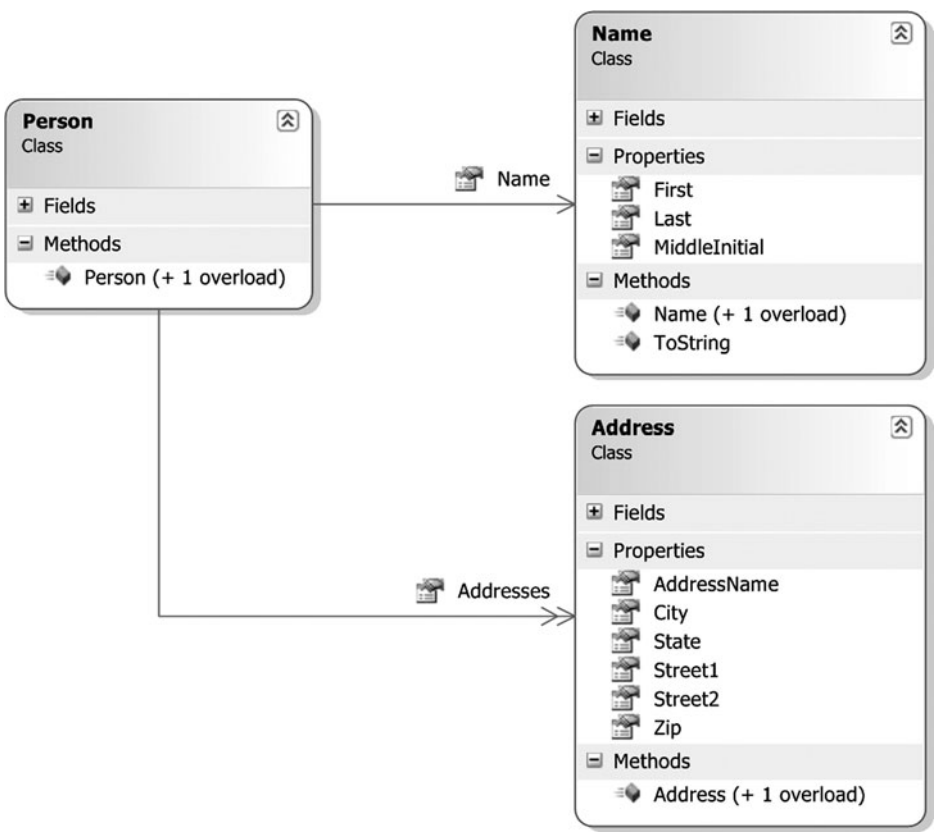 Person
Class
Fields
Methods
Person (+ 1 overload)
Name
Name
Class
Fields
Properties
First
Last
MiddleInitial
Methods
Name (+ 1 overload)
ToString
Addresses
Address
Class
Fields
Properties
AddressName
City
State
Street1
Street2
Zip
Methods
Address (+ 1 overload)